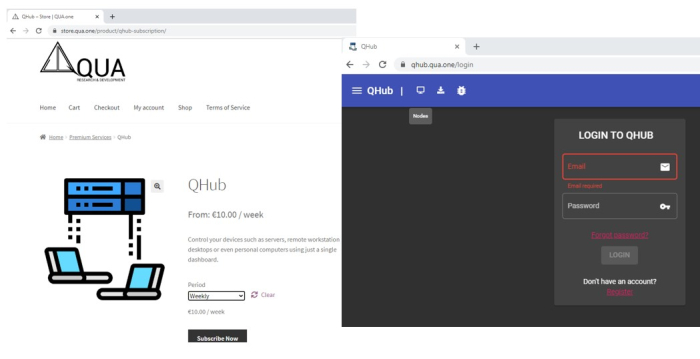 QHub – Store | QUA.one
store.qua.one/product/qhub-subscription/
QUA
RESEARCH & DEVELOPMENT
Home Cart Checkout My account Shop Terms of Service
Home › Premium Services › QHub
QHub
From: €10.00 / week
Control your devices such as servers, remote workstation
desktops or even personal computers using just a single
dashboard.
Period
Weekly
Clear
€10.00 / week
Subscribe Now
QHub
qhub.qua.one/login
QHub |
Nodes
LOGIN TO QHUB
Email
Email required
Password
Forgot password?
LOGIN
Don't have an account?
Register